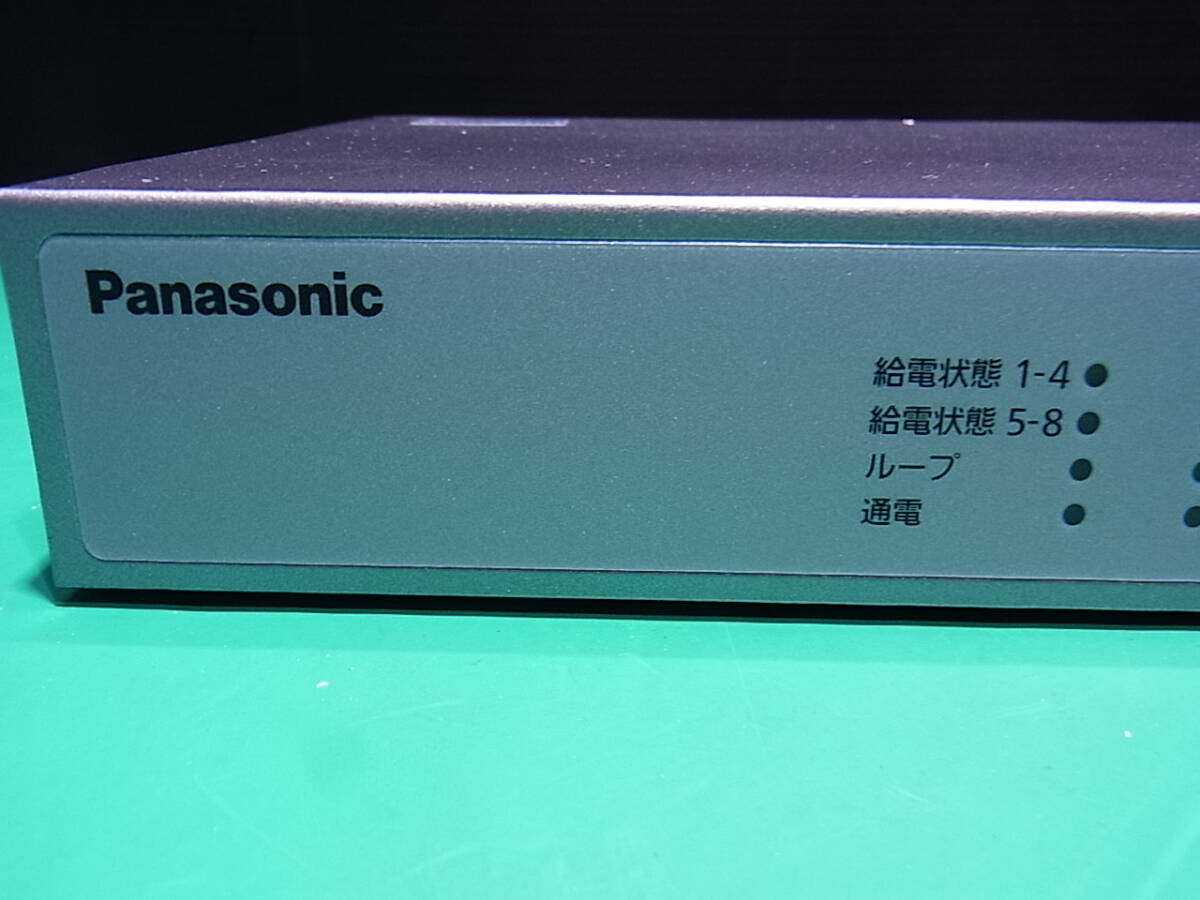 Panasonic
給電状態 1-4
給電状態 5-8
ループ
通電